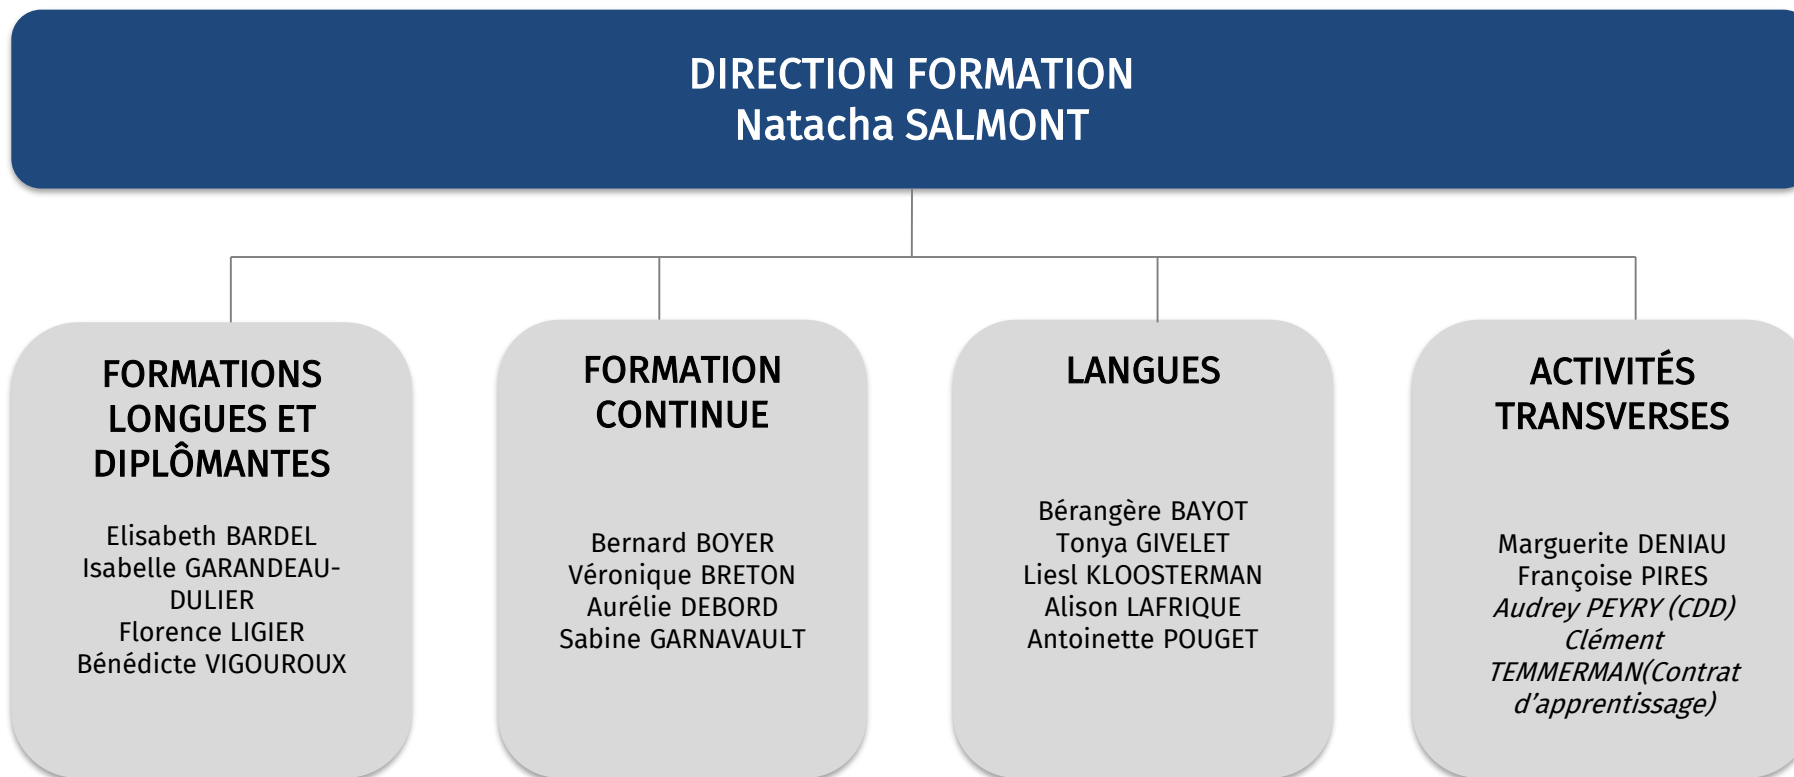 DIRECTION FORMATION
Natacha SALMONT
FORMATIONS
LONGUES ET
DIPLÔMANTES
Elisabeth BARDEL
Isabelle GARANDEAU-
DULIER
Florence LIGIER
Bénédicte VIGOUROUX
FORMATION
CONTINUE
Bernard BOYER
Véronique BRETON
Aurélie DEBORD
Sabine GARNAVAULT
LANGUES
Bérangère BAYOT
Tonya GIVELET
Liesl KLOOSTERMAN
Alison LAFRIQUE
Antoinette POUGET
ACTIVITÉS
TRANSVERSES
Marguerite DENIAU
Françoise PIRES
Audrey PEYRY (CDD)
Clément
TEMMERMAN(Contrat
d’apprentissage)